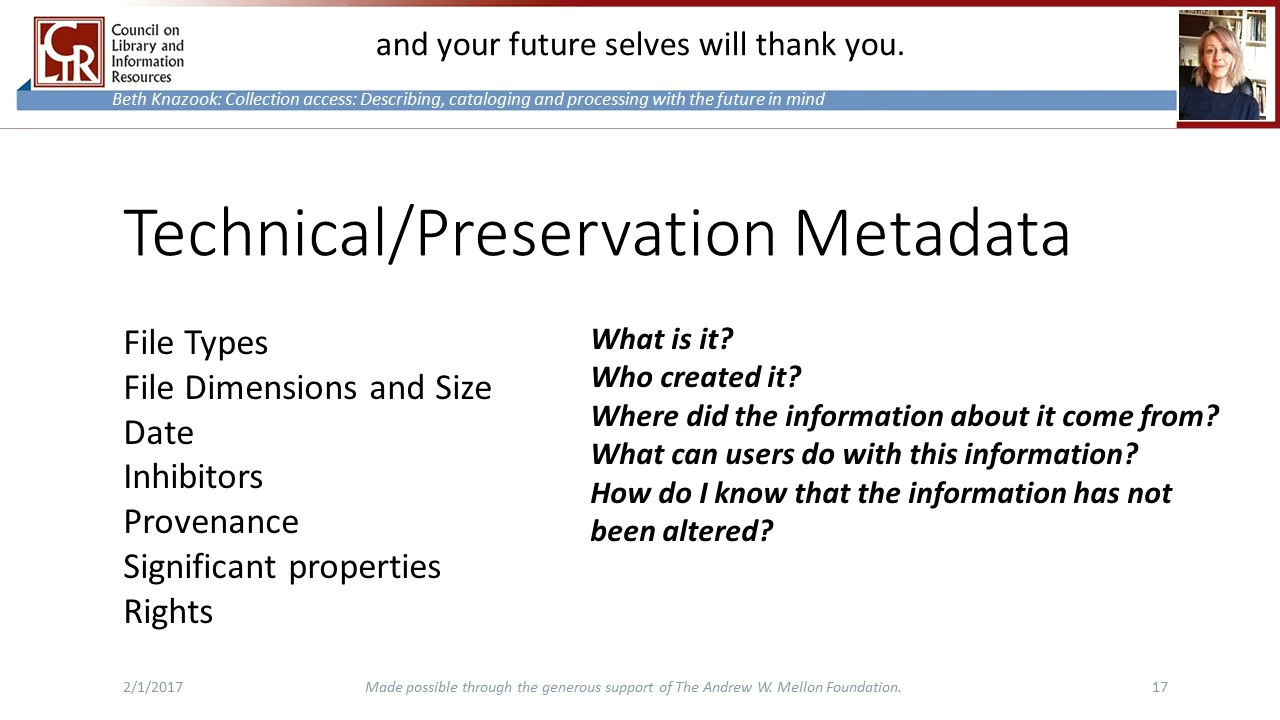 Council on
Library and
Information
Resources
CLIR
and your future selves will thank you.
Beth Knazook: Collection access: Describing, cataloging and processing with the future in mind
Technical/Preservation Metadata
File Types
File Dimensions and Size
Date
Inhibitors
Provenance
Significant properties
Rights
What is it?
Who created it?
Where did the information about it come from?
What can users do with this information?
How do I know that the information has not
been altered?
2/1/2017
Made possible through the generous support of The Andrew W. Mellon Foundation.
17